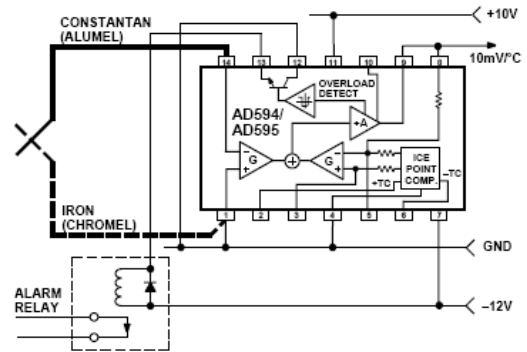 CONSTANTAN
(ALUMEL)
+10V
14 13 12 11 10 9 8
10mV/°C
OVERLOAD
DETECT
AD594/
AD595
+A
–
G
+
+
–
G
+
ICE
POINT
COMP.
–TC
+TC
IRON
(CHROMEL)
1 2 3 4 5 6 7
GND
ALARM
RELAY
–12V